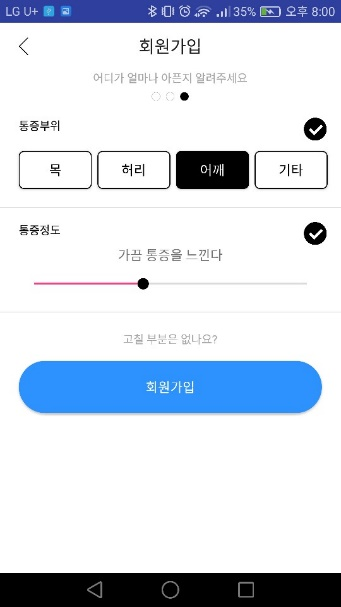 LG U+ 35% 오후 8:00
회원가입
어디가 얼마나 아픈지 알려주세요
통증부위
목 허리 어깨 기타
통증정도
가끔 통증을 느낀다
고칠 부분은 없나요?
회원가입